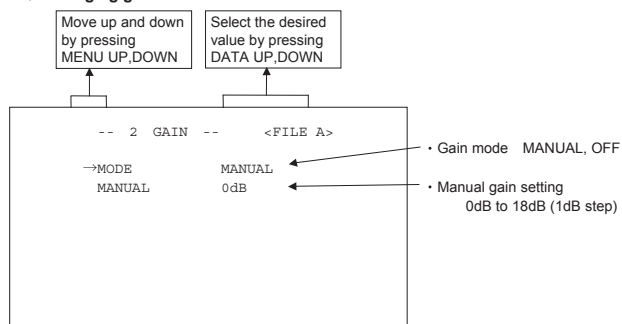 Move up and down
by pressing
MENU UP,DOWN
Select the desired
value by pressing
DATA UP,DOWN
-- 2 GAIN -- <FILE A>
→MODE MANUAL
MANUAL 0dB
・Gain mode MANUAL, OFF
・Manual gain setting
0dB to 18dB (1dB step)